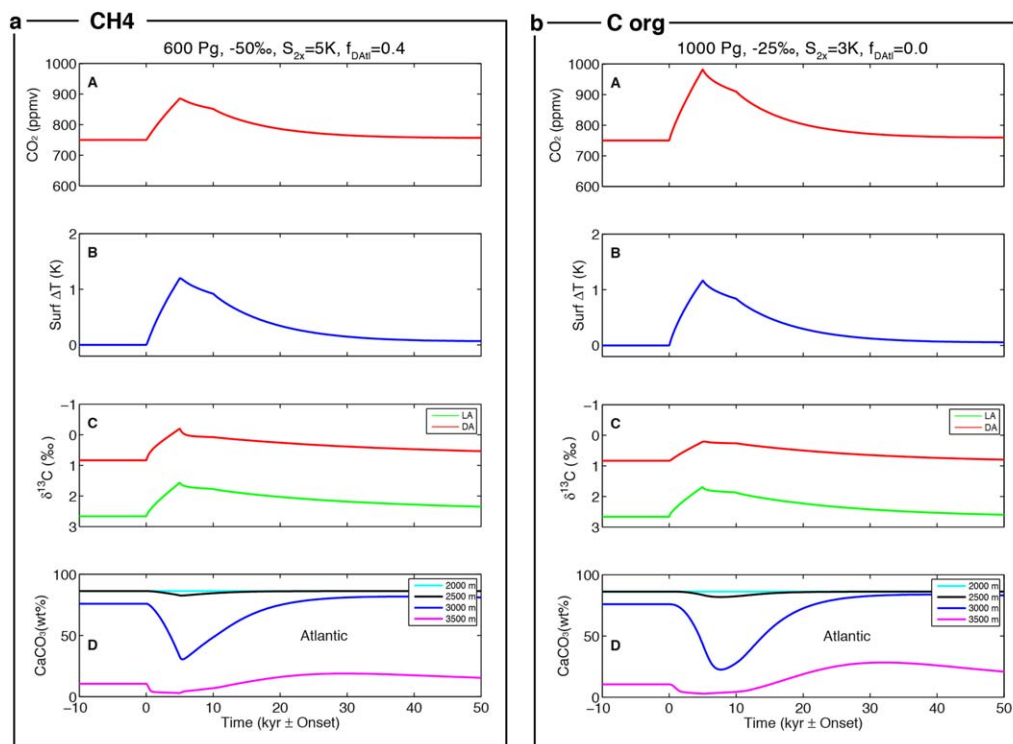 a CH4
600 Pg, -50‰, S2x=5K, fDAtl=0.4
A
1000
900
800
700
600
CO2 (ppmv)
B
2
1
0
Surf ΔT (K)
C
−1
0
1
2
3
δ13C (‰)
LA
DA
D
100
50
0
CaCO3(wt%)
2000 m
2500 m
3000 m
3500 m
Atlantic
−10 0 10 20 30 40 50
Time (kyr ± Onset)
b C org
1000 Pg, -25‰, S2x=3K, fDAtl=0.0
A
1000
900
800
700
600
CO2 (ppmv)
B
2
1
0
Surf ΔT (K)
C
−1
0
1
2
3
δ13C (‰)
LA
DA
D
100
50
0
CaCO3(wt%)
2000 m
2500 m
3000 m
3500 m
Atlantic
−10 0 10 20 30 40 50
Time (kyr ± Onset)